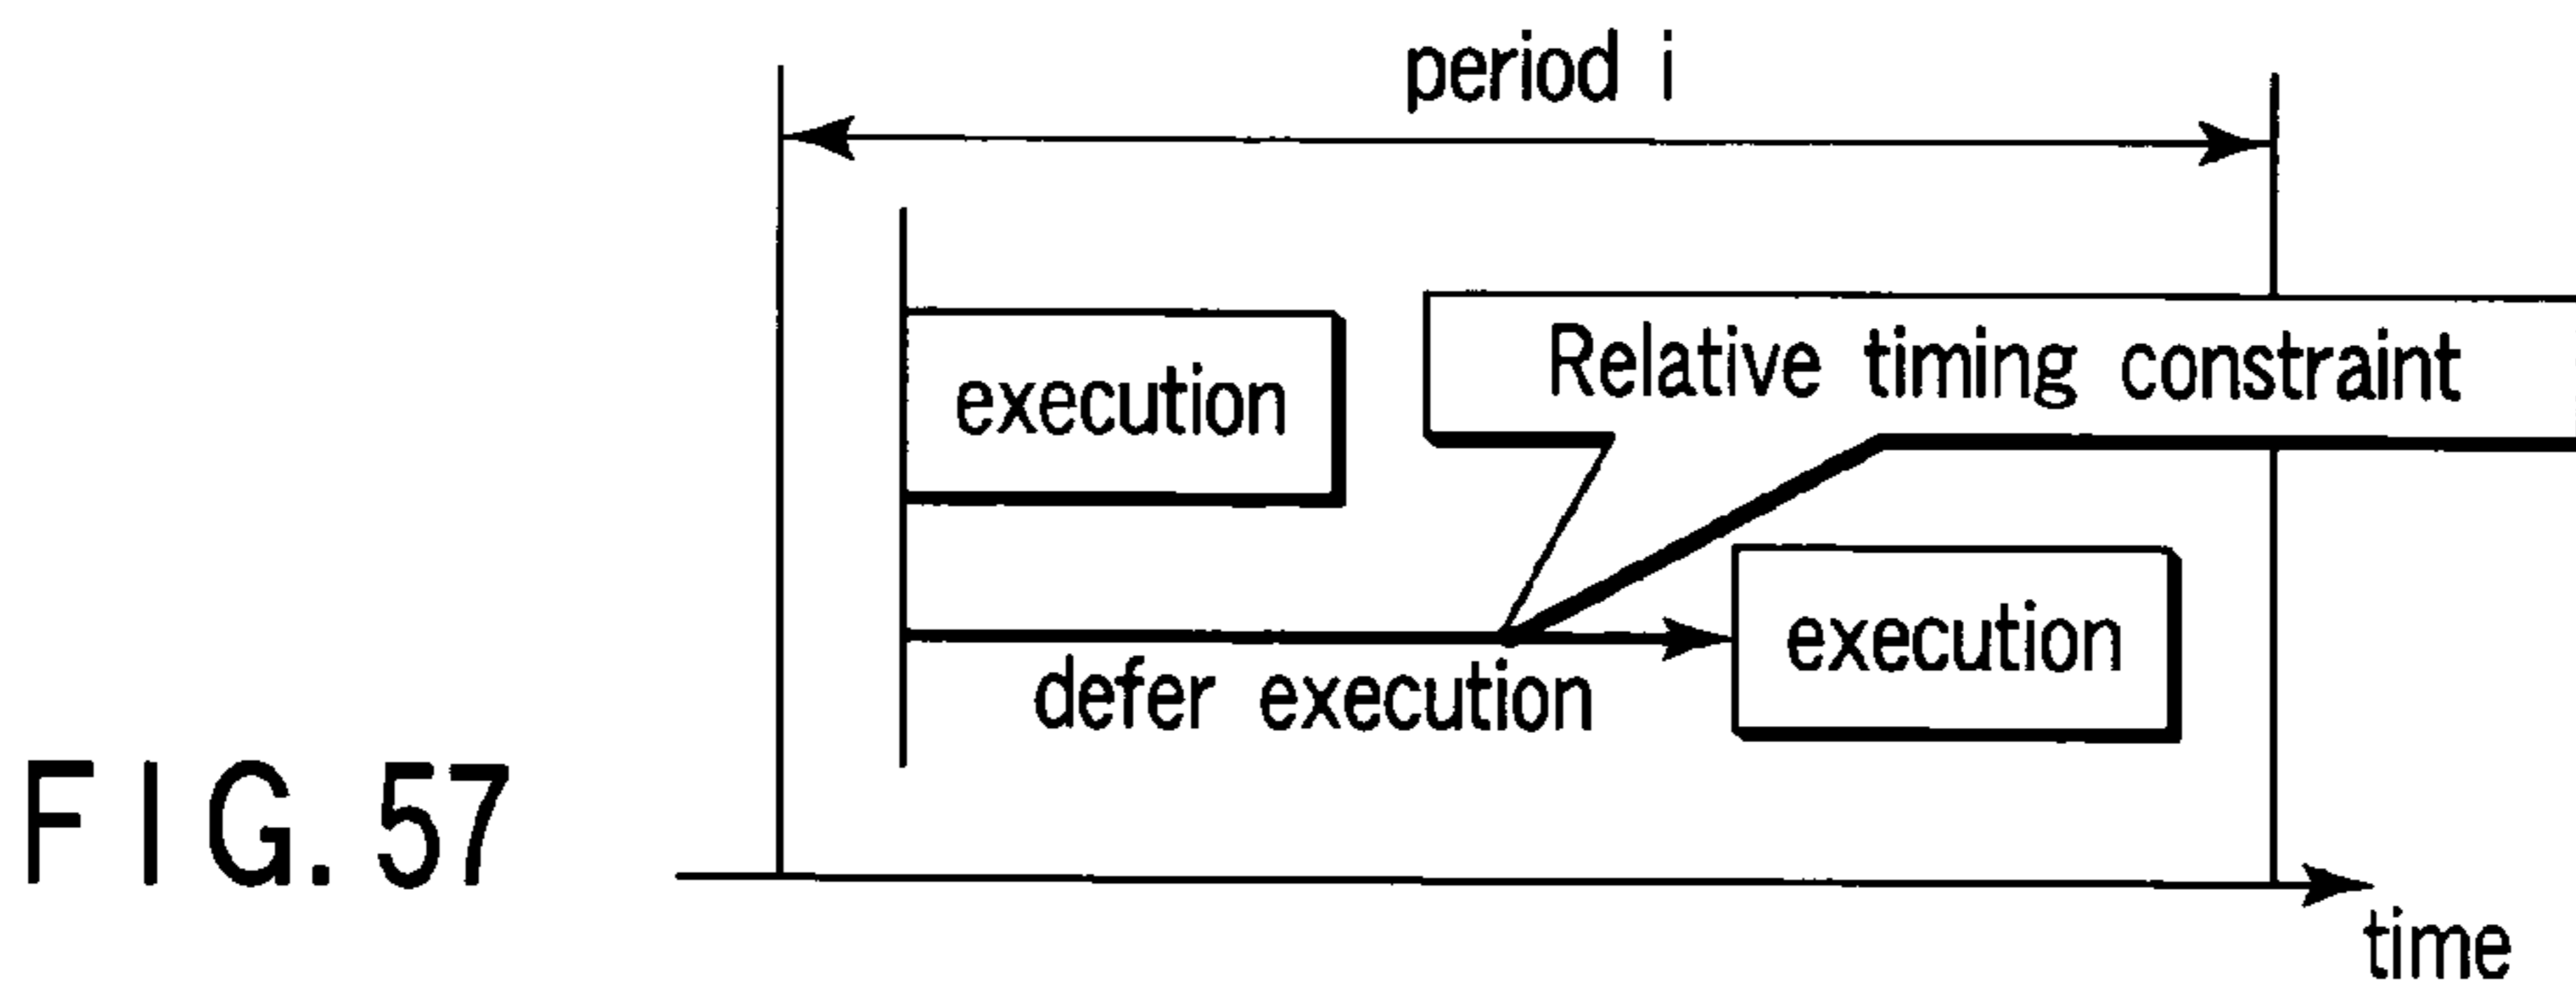 period i
execution
Relative timing constraint
defer execution
execution
FIG. 57
time